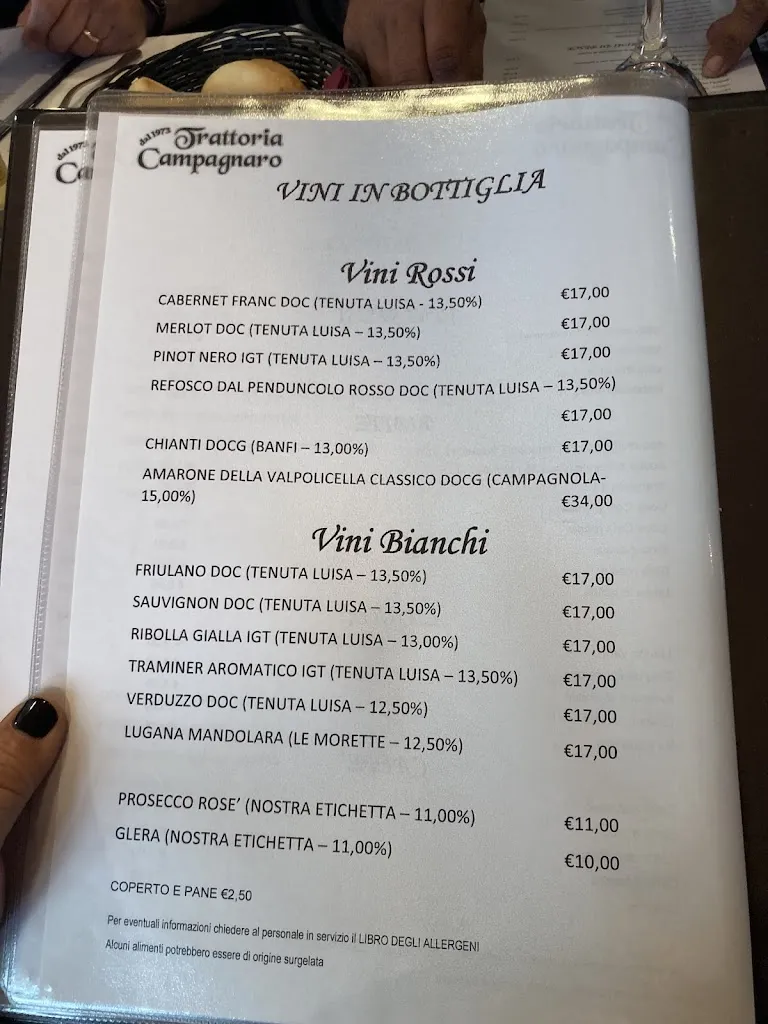 dal 1973 Trattoria
Campagnaro
VINI IN BOTTIGLIA
Vini Rossi
CABERNET FRANC DOC (TENUTA LUISA - 13,50%) €17,00
MERLOT DOC (TENUTA LUISA – 13,50%) €17,00
PINOT NERO IGT (TENUTA LUISA – 13,50%) €17,00
REFOSCO DAL PENDUNCOLO ROSSO DOC (TENUTA LUISA – 13,50%)
€17,00
CHIANTI DOCG (BANFI – 13,00%) €17,00
AMARONE DELLA VALPOLICELLA CLASSICO DOCG (CAMPAGNOLA-
15,00%) €34,00
Vini Bianchi
FRIULANO DOC (TENUTA LUISA – 13,50%) €17,00
SAUVIGNON DOC (TENUTA LUISA – 13,50%) €17,00
RIBOLLA GIALLA IGT (TENUTA LUISA – 13,00%) €17,00
TRAMINER AROMATICO IGT (TENUTA LUISA – 13,50%) €17,00
VERDUZZO DOC (TENUTA LUISA – 12,50%) €17,00
LUGANA MANDOLARA (LE MORETTE – 12,50%) €17,00
PROSECCO ROSE' (NOSTRA ETICHETTA – 11,00%) €11,00
GLERA (NOSTRA ETICHETTA – 11,00%) €10,00
COPERTO E PANE €2,50
Per eventuali informazioni chiedere al personale in servizio il LIBRO DEGLI ALLERGENI
Alcuni alimenti potrebbero essere di origine surgelata
dal 1973
Ca